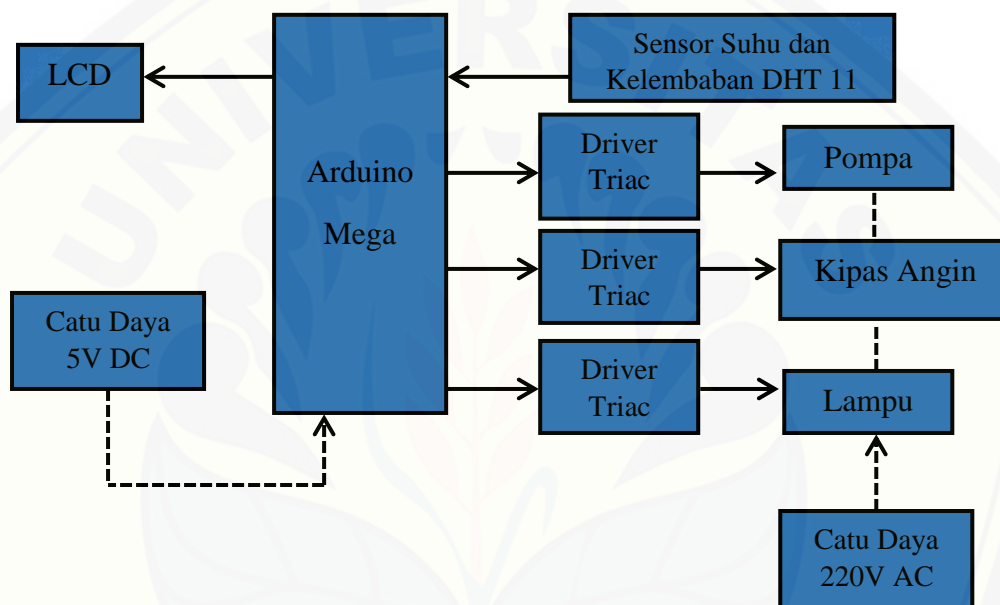 LCD
Arduino
Mega
Sensor Suhu dan
Kelembaban DHT 11
Driver
Triac
Pompa
Driver
Triac
Kipas Angin
Driver
Triac
Lampu
Catu Daya
5V DC
Catu Daya
220V AC
UNIVERSITAS